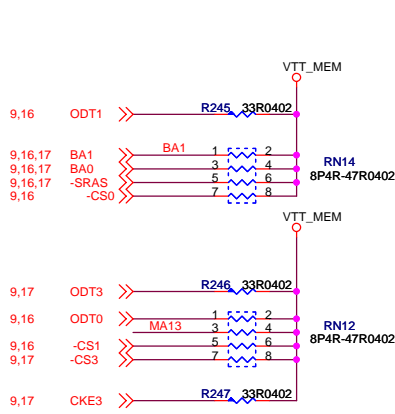 VTT_MEM
9,16 ODT1 R245 33R0402
9,16,17 BA1 BA1 1 2
9,16,17 BA0 3 4 RN14
9,16,17 -SRAS 5 6 8P4R-47R0402
9,16 -CS0 7 8
VTT_MEM
9,17 ODT3 R246 33R0402
9,16 ODT0 1 2
MA13 3 4 RN12
9,16 -CS1 5 6 8P4R-47R0402
9,17 -CS3 7 8
9,17 CKE3 R247 33R0402